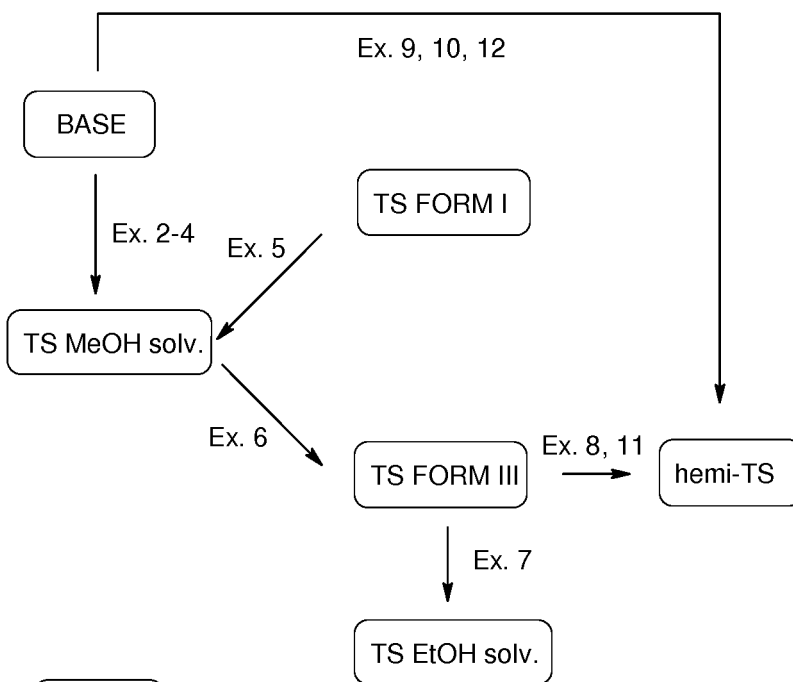 Ex. 9, 10, 12
BASE
TS FORM I
Ex. 2-4
Ex. 5
TS MeOH solv.
Ex. 6
Ex. 8, 11
TS FORM III
hemi-TS
Ex. 7
TS EtOH solv.